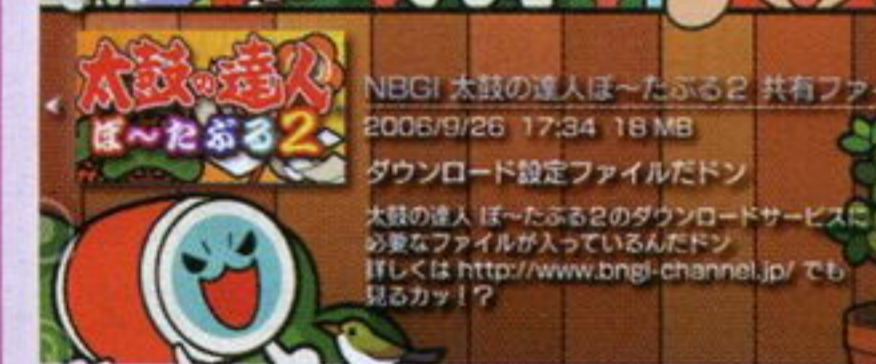 太鼓の達人
ぽ〜たぶる2
NBGI 太鼓の達人ぽ〜たぶる2 共有ファ
2006/9/26 17:34 18 MB
ダウンロード設定ファイルだドン
太鼓の達人 ぽ〜たぶる2のダウンロードサービスに
必要なファイルが入っているんだドン
詳しくは http://www.bngi-channel.jp/ でも
見るカッ!?